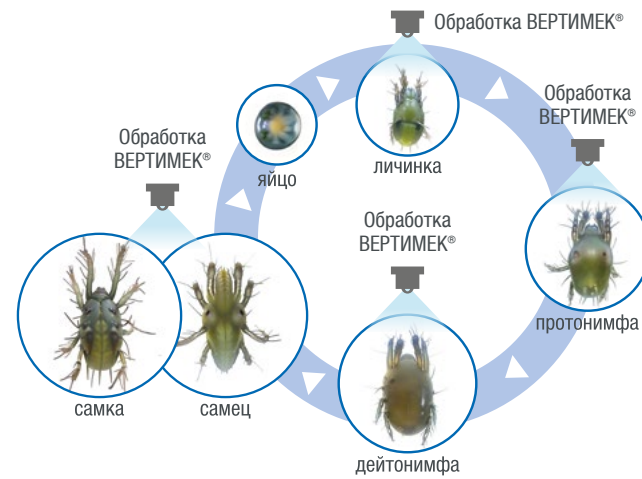 Обработка ВЕРТИМЕК®
Обработка
ВЕРТИМЕК®
Обработка
ВЕРТИМЕК®
яйцо
личинка
Обработка
ВЕРТИМЕК®
протонимфа
самка
самец
дейтонимфа